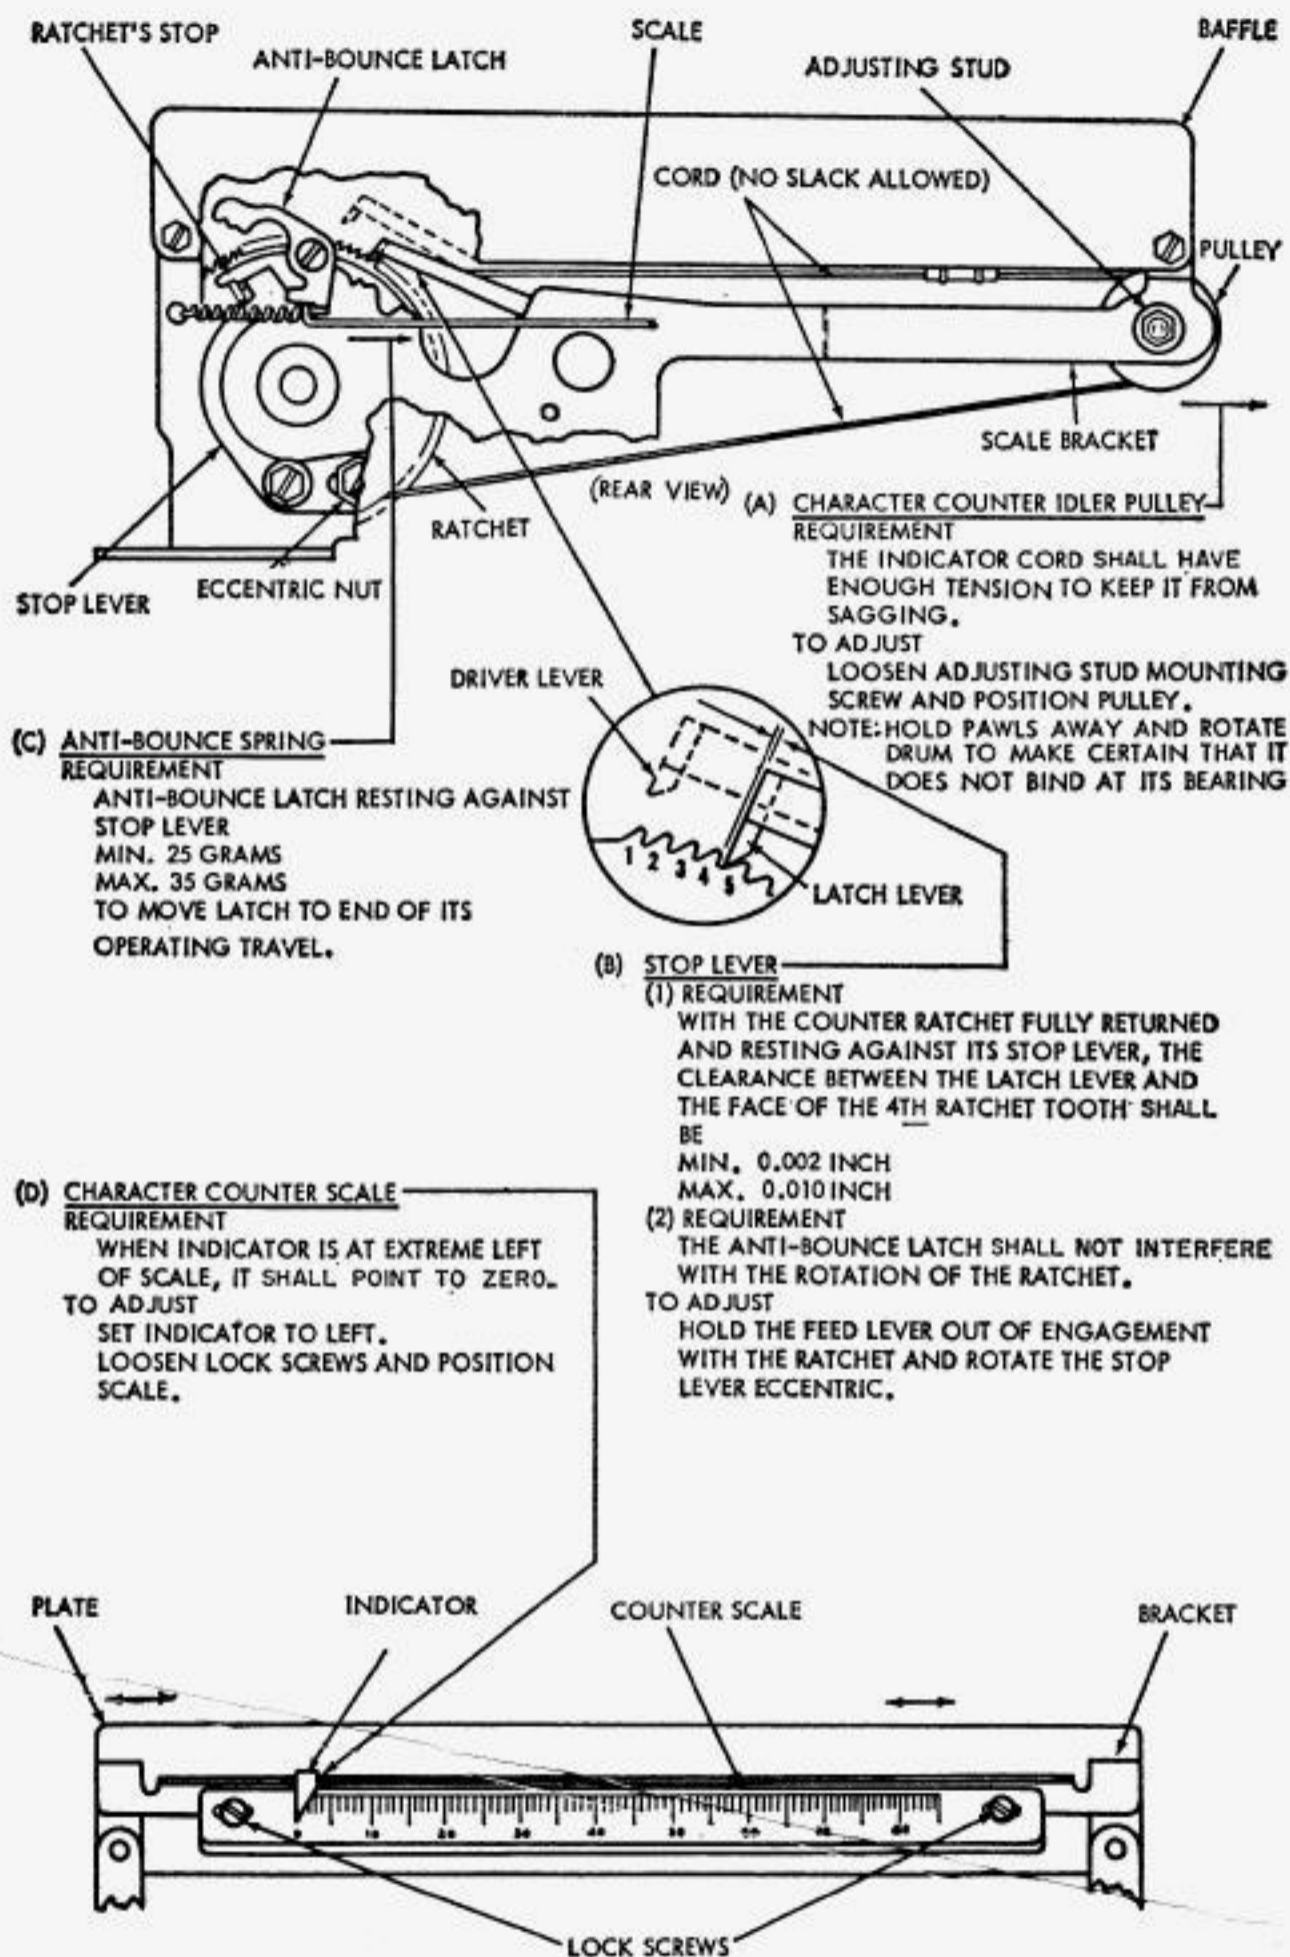 RATCHET'S STOP
ANTI-BOUNCE LATCH
SCALE
ADJUSTING STUD
BAFFLE
CORD (NO SLACK ALLOWED)
PULLEY
SCALE BRACKET
(REAR VIEW)
RATCHET
ECCENTRIC NUT
STOP LEVER
(A) CHARACTER COUNTER IDLER PULLEY
REQUIREMENT
THE INDICATOR CORD SHALL HAVE
ENOUGH TENSION TO KEEP IT FROM
SAGGING.
TO ADJUST
LOOSEN ADJUSTING STUD MOUNTING
SCREW AND POSITION PULLEY.
NOTE: HOLD PAWLS AWAY AND ROTATE
DRUM TO MAKE CERTAIN THAT IT
DOES NOT BIND AT ITS BEARING
DRIVER LEVER
1 2 3 4 5
LATCH LEVER
(C) ANTI-BOUNCE SPRING
REQUIREMENT
ANTI-BOUNCE LATCH RESTING AGAINST
STOP LEVER
MIN. 25 GRAMS
MAX. 35 GRAMS
TO MOVE LATCH TO END OF ITS
OPERATING TRAVEL.
(B) STOP LEVER
(1) REQUIREMENT
WITH THE COUNTER RATCHET FULLY RETURNED
AND RESTING AGAINST ITS STOP LEVER, THE
CLEARANCE BETWEEN THE LATCH LEVER AND
THE FACE OF THE 4TH RATCHET TOOTH SHALL
BE
MIN. 0.002 INCH
MAX. 0.010 INCH
(2) REQUIREMENT
THE ANTI-BOUNCE LATCH SHALL NOT INTERFERE
WITH THE ROTATION OF THE RATCHET.
TO ADJUST
HOLD THE FEED LEVER OUT OF ENGAGEMENT
WITH THE RATCHET AND ROTATE THE STOP
LEVER ECCENTRIC.
(D) CHARACTER COUNTER SCALE
REQUIREMENT
WHEN INDICATOR IS AT EXTREME LEFT
OF SCALE, IT SHALL POINT TO ZERO.
TO ADJUST
SET INDICATOR TO LEFT.
LOOSEN LOCK SCREWS AND POSITION
SCALE.
PLATE
INDICATOR
COUNTER SCALE
BRACKET
0 10 20 30 40 50
LOCK SCREWS